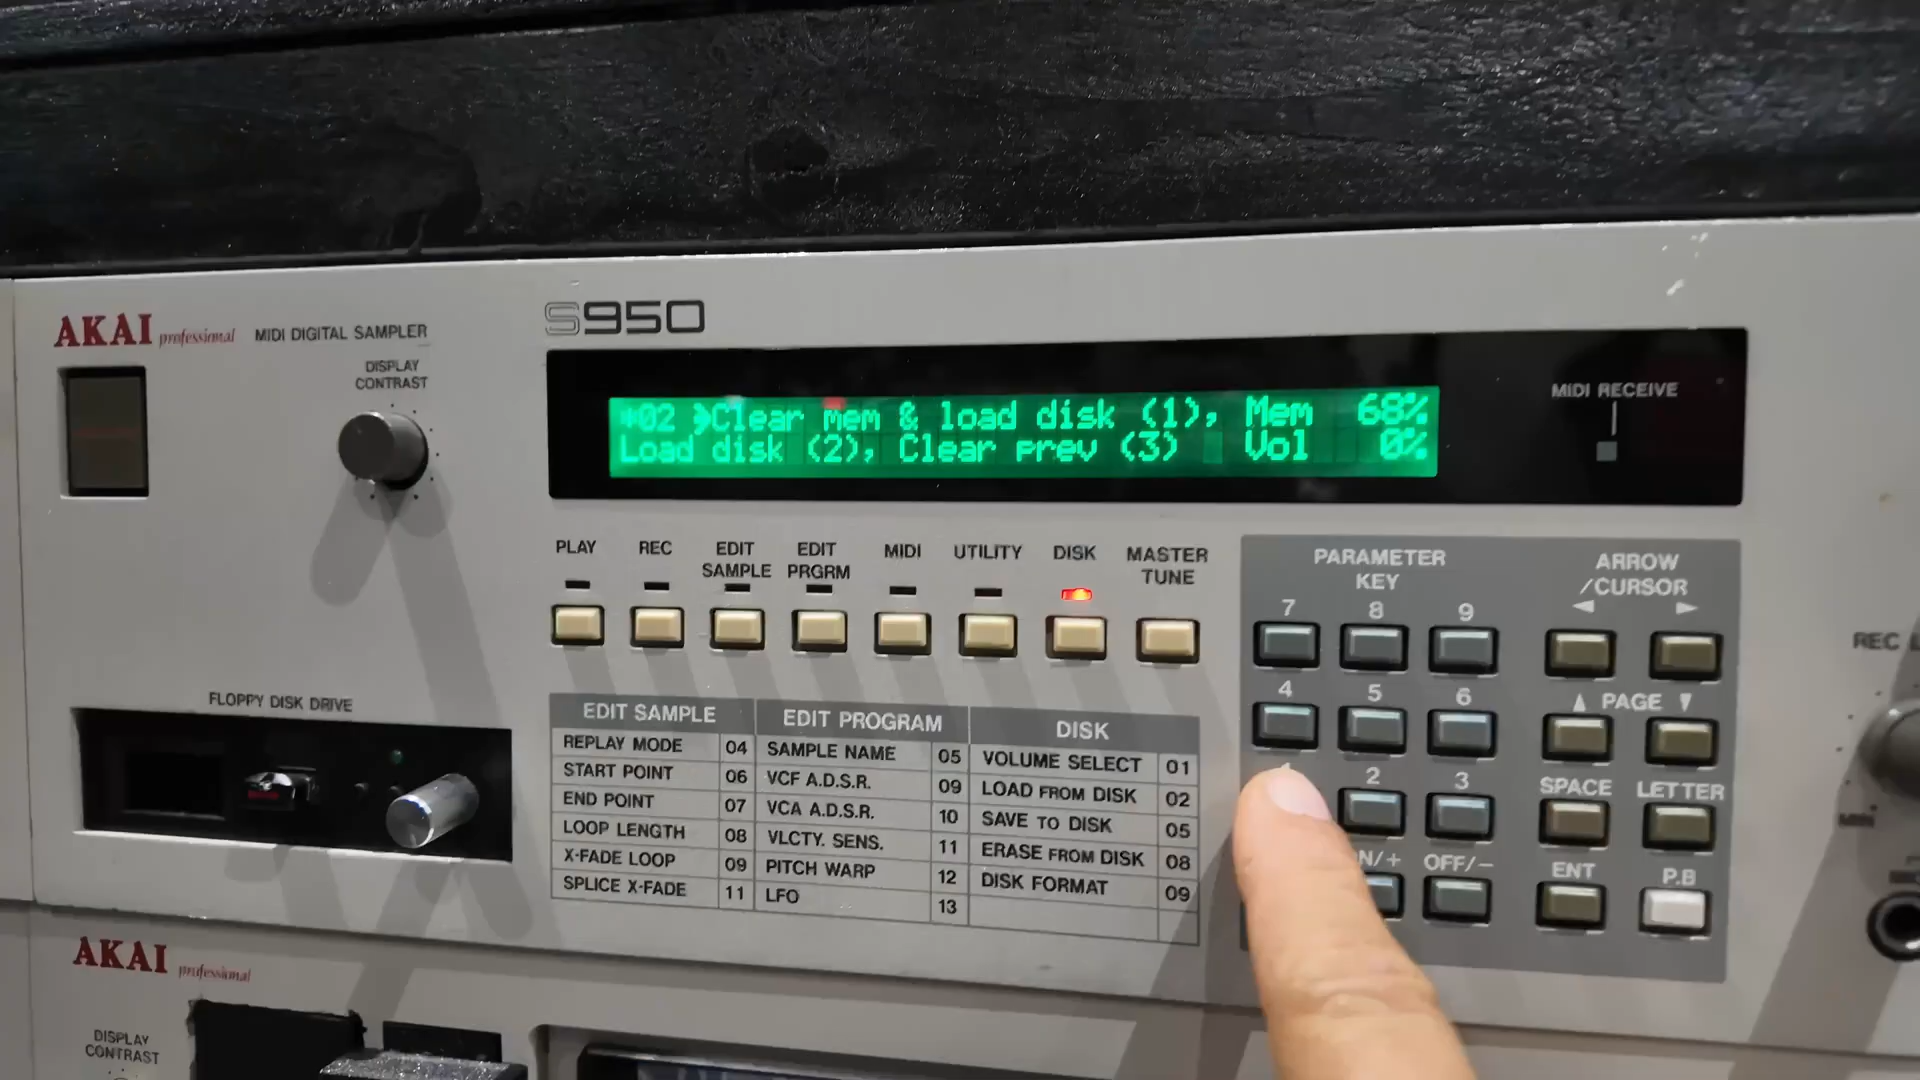 S950
AKAI professional MIDI DIGITAL SAMPLER
DISPLAY
CONTRAST
02 Clear mem & load disk (1), Mem 68%
Load disk (2), Clear prev (3) Vol 0%
MIDI RECEIVE
PLAY
REC
EDIT
SAMPLE
EDIT
PRGRM
MIDI
UTILITY
DISK
MASTER
TUNE
PARAMETER
KEY
ARROW
/CURSOR
◄ ►
7 8 9
4 5 6
2 3
▲ PAGE ▼
SPACE LETTER
N/+ OFF/− ENT P.B
REC
FLOPPY DISK DRIVE
EDIT SAMPLE EDIT PROGRAM DISK
REPLAY MODE 04 SAMPLE NAME 05 VOLUME SELECT 01
START POINT 06 VCF A.D.S.R. 09 LOAD FROM DISK 02
END POINT 07 VCA A.D.S.R. 10 SAVE TO DISK 05
LOOP LENGTH 08 VLCTY. SENS. 11 ERASE FROM DISK 08
X-FADE LOOP 09 PITCH WARP 12 DISK FORMAT 09
SPLICE X-FADE 11 LFO 13
AKAI professional
DISPLAY
CONTRAST